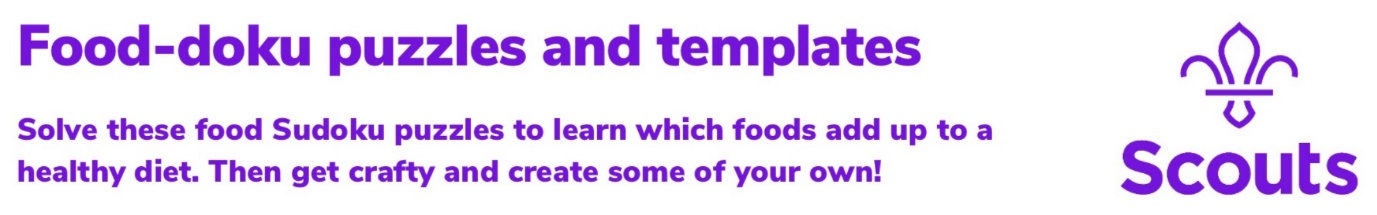 Food-doku puzzles and templates
Solve these food Sudoku puzzles to learn which foods add up to a
healthy diet. Then get crafty and create some of your own!
Scouts